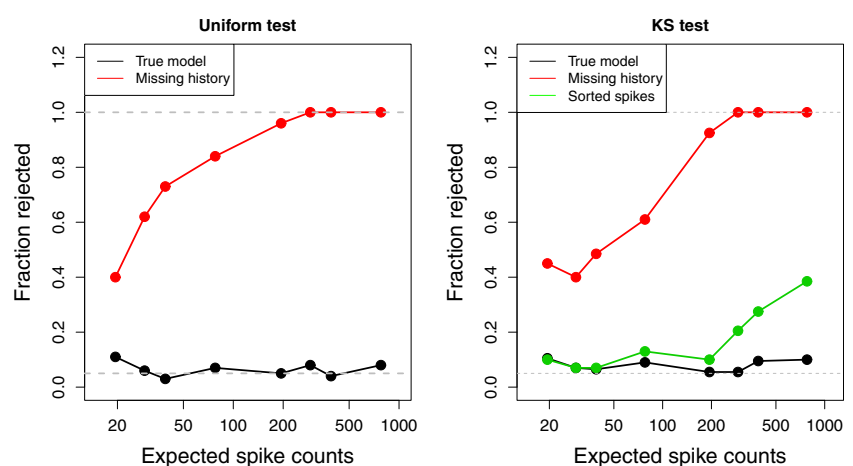 Uniform test
True model
Missing history
Fraction rejected
0.0
0.2
0.4
0.6
0.8
1.0
1.2
20
50
100
200
500
1000
Expected spike counts
KS test
True model
Missing history
Sorted spikes
Fraction rejected
0.0
0.2
0.4
0.6
0.8
1.0
1.2
20
50
100
200
500
1000
Expected spike counts